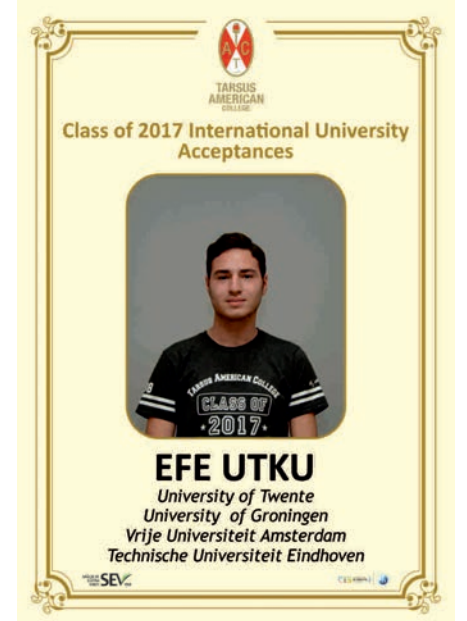 A C
T
TARSUS
AMERICAN
COLLEGE
Class of 2017 International University
Acceptances
TARSUS AMERICAN COLLEGE
CLASS OF
2017
EFE UTKU
University of Twente
University of Groningen
Vrije Universiteit Amsterdam
Technische Universiteit Eindhoven
SEV